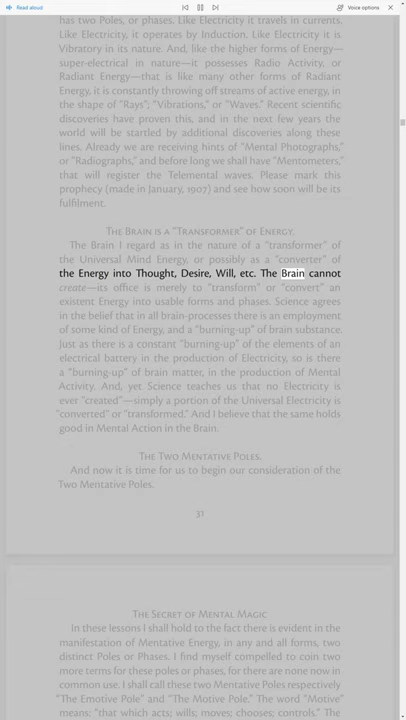 Read aloud
Voice options
has two Poles, or phases. Like Electricity it travels in currents.
Like Electricity, it operates by Induction. Like Electricity it is
Vibratory in its nature. And, like the higher forms of Energy—
super-electrical in nature—it possesses Radio Activity, or
Radiant Energy—that is like many other forms of Radiant
Energy, it is constantly throwing off streams of active energy, in
the shape of "Rays"; "Vibrations," or "Waves." Recent scientific
discoveries have proven this, and in the next few years the
world will be startled by additional discoveries along these
lines. Already we are receiving hints of "Mental Photographs,"
or "Radiographs," and before long we shall have "Mentometers,"
that will register the Telemental waves. Please mark this
prophecy (made in January, 1907) and see how soon will be its
fulfilment.
The Brain is a "Transformer" of Energy.
The Brain I regard as in the nature of a "transformer" of
the Universal Mind Energy, or possibly as a "converter" of
the Energy into Thought, Desire, Will, etc. The Brain cannot
create—its office is merely to "transform" or "convert" an
existent Energy into usable forms and phases. Science agrees
in the belief that in all brain-processes there is an employment
of some kind of Energy, and a "burning-up" of brain substance.
Just as there is a constant "burning-up" of the elements of an
electrical battery in the production of Electricity, so is there
a "burning-up" of brain matter, in the production of Mental
Activity. And, yet Science teaches us that no Electricity is
ever "created"—simply a portion of the Universal Electricity is
"converted" or "transformed." And I believe that the same holds
good in Mental Action in the Brain.
The Two Mentative Poles.
And now it is time for us to begin our consideration of the
Two Mentative Poles.
31
The Secret of Mental Magic
In these lessons I shall hold to the fact there is evident in the
manifestation of Mentative Energy, in any and all forms, two
distinct Poles or Phases. I find myself compelled to coin two
more terms for these poles or phases, for there are none now in
common use. I shall call these two Mentative Poles respectively
"The Emotive Pole" and "The Motive Pole." The word "Motive"
means: "that which acts; wills; moves; chooses; controls." The